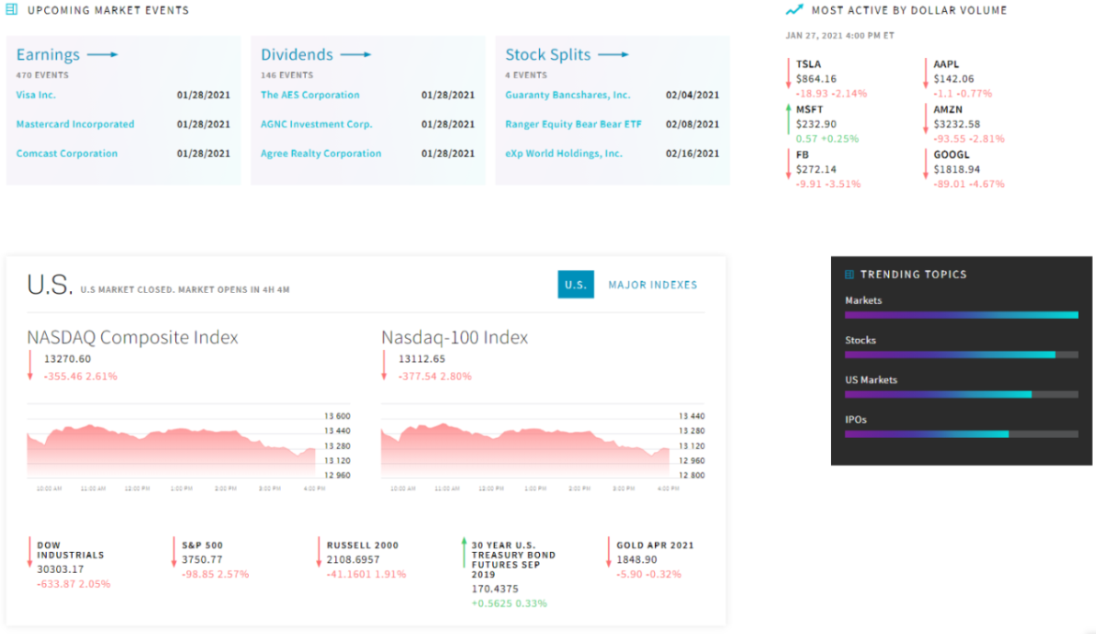 UPCOMING MARKET EVENTS
Earnings
470 EVENTS
Visa Inc. 01/28/2021
Mastercard Incorporated 01/28/2021
Comcast Corporation 01/28/2021
Dividends
146 EVENTS
The AES Corporation 01/28/2021
AGNC Investment Corp. 01/28/2021
Agree Realty Corporation 01/28/2021
Stock Splits
4 EVENTS
Guaranty Bancshares, Inc. 02/04/2021
Ranger Equity Bear Bear ETF 02/08/2021
eXp World Holdings, Inc. 02/16/2021
MOST ACTIVE BY DOLLAR VOLUME
JAN 27, 2021 4:00 PM ET
TSLA
$864.16
-18.93 -2.14%
AAPL
$142.06
-1.1 -0.77%
MSFT
$232.90
0.57 +0.25%
AMZN
$3232.58
-93.55 -2.81%
FB
$272.14
-9.91 -3.51%
GOOGL
$1818.94
-89.01 -4.67%
U.S. U.S MARKET CLOSED. MARKET OPENS IN 4H 4M
U.S. MAJOR INDEXES
NASDAQ Composite Index
13270.60
-355.46 2.61%
13 600
13 440
13 280
13 120
12 960
10:00 AM 11:00 AM 12:00 PM 1:00 PM 2:00 PM 3:00 PM 4:00 PM
Nasdaq-100 Index
13112.65
-377.54 2.80%
13 440
13 280
13 120
12 960
12 800
10:00 AM 11:00 AM 12:00 PM 1:00 PM 2:00 PM 3:00 PM 4:00 PM
DOW
INDUSTRIALS
30303.17
-633.87 2.05%
S&P 500
3750.77
-98.85 2.57%
RUSSELL 2000
2108.6957
-41.1601 1.91%
30 YEAR U.S.
TREASURY BOND
FUTURES SEP
2019
170.4375
+0.5625 0.33%
GOLD APR 2021
1848.90
-5.90 -0.32%
TRENDING TOPICS
Markets
Stocks
US Markets
IPOs